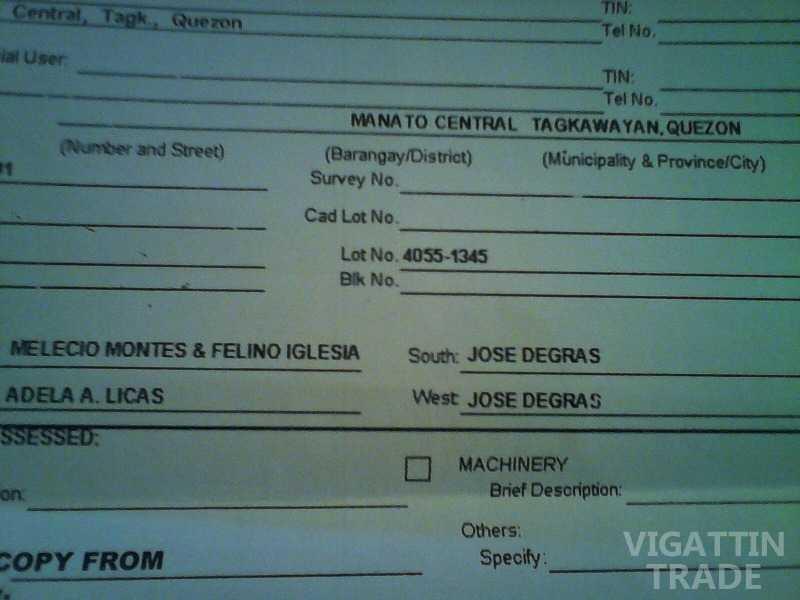 Central, Tagk., Quezon TIN:
Tel No.
ial User: TIN:
Tel No.
MANATO CENTRAL TAGKAWAYAN, QUEZON
(Number and Street) (Barangay/District) (Municipality & Province/City)
Survey No.
Cad Lot No.
Lot No. 4055-1345
Blk No.
MELECIO MONTES & FELINO IGLESIA South: JOSE DEGRAS
ADELA A. LICAS West: JOSE DEGRAS
SSESSED:
MACHINERY
on: Brief Description:
Others:
COPY FROM Specify:
VIGATTIN
TRADE